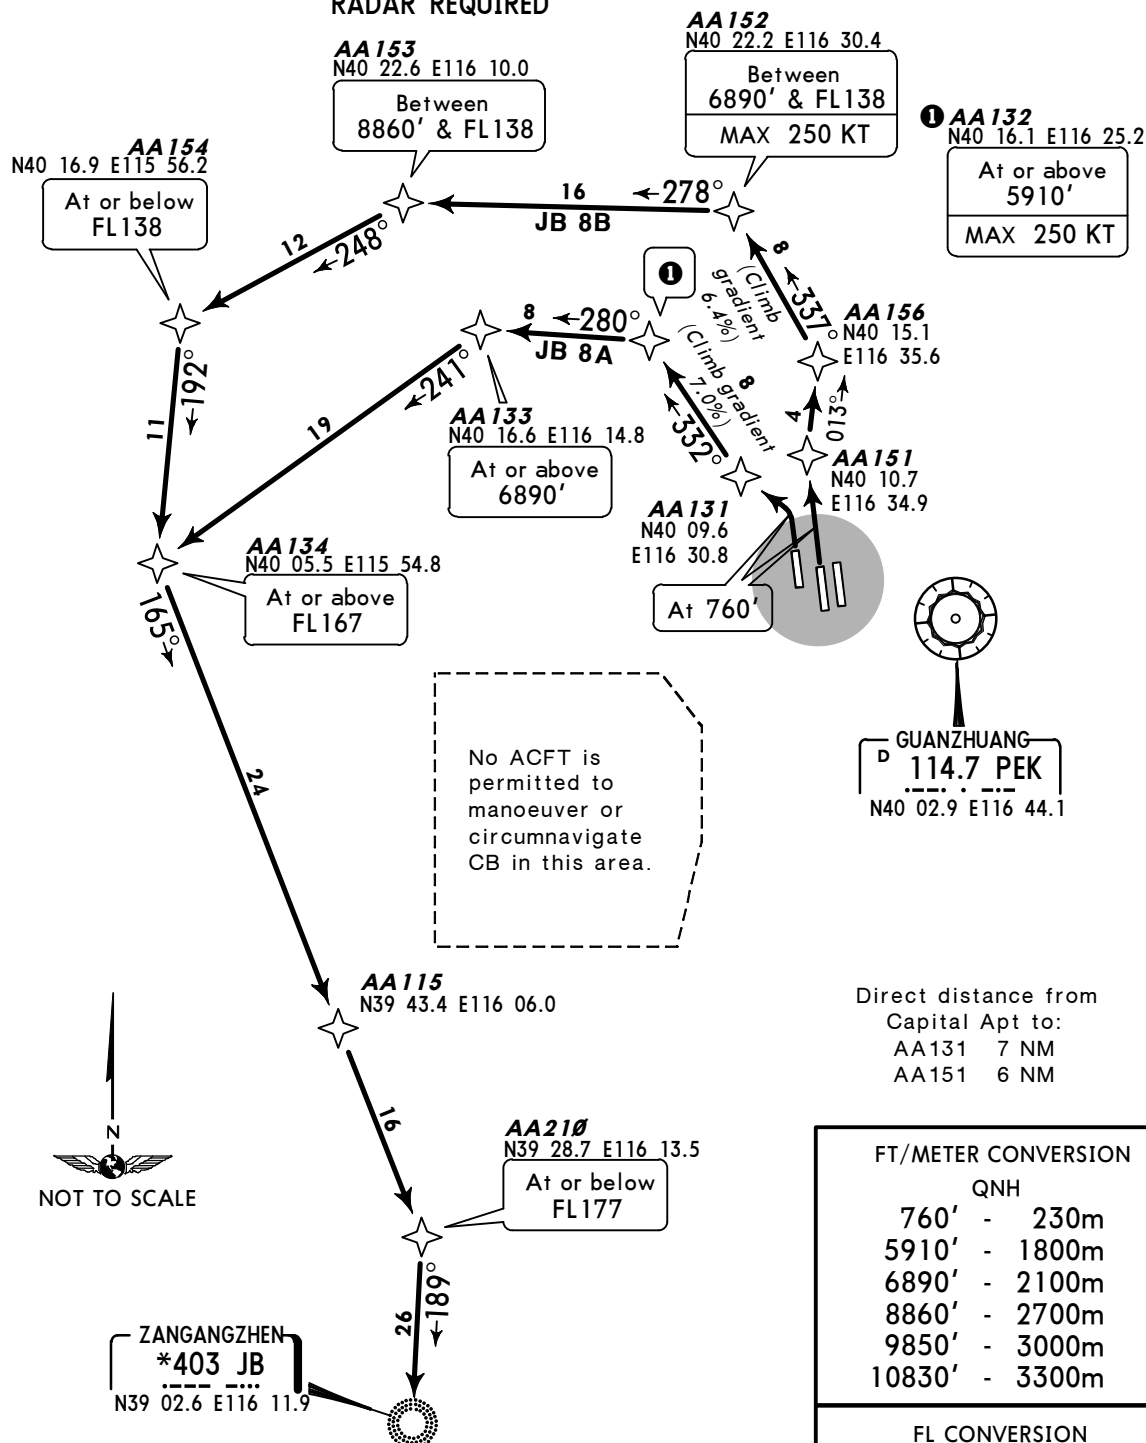 RADAR REQUIRED
AA152
N40 22.2 E116 30.4
Between
6890' & FL138
MAX 250 KT
AA153
N40 22.6 E116 10.0
Between
8860' & FL138
❶ AA132
N40 16.1 E116 25.2
At or above
5910'
MAX 250 KT
AA154
N40 16.9 E115 56.2
At or below
FL138
16
278°
JB 8B
12
248°
8
337°
(Climb
gradient
6.4%)
AA156
N40 15.1
E116 35.6
❶
8
280°
JB 8A
8
(Climb gradient
7.0%)
332°
4
013°
192°
11
241°
19
AA133
N40 16.6 E116 14.8
At or above
6890'
AA151
N40 10.7
E116 34.9
AA131
N40 09.6
E116 30.8
At 760'
AA134
N40 05.5 E115 54.8
At or above
FL167
165°
24
No ACFT is
permitted to
manoeuver or
circumnavigate
CB in this area.
GUANZHUANG
D 114.7 PEK
N40 02.9 E116 44.1
AA115
N39 43.4 E116 06.0
Direct distance from
Capital Apt to:
AA131 7 NM
AA151 6 NM
16
N
NOT TO SCALE
AA21Ø
N39 28.7 E116 13.5
At or below
FL177
189°
26
ZANGANGZHEN
*403 JB
N39 02.6 E116 11.9
FT/METER CONVERSION
QNH
760' - 230m
5910' - 1800m
6890' - 2100m
8860' - 2700m
9850' - 3000m
10830' - 3300m
FL CONVERSION